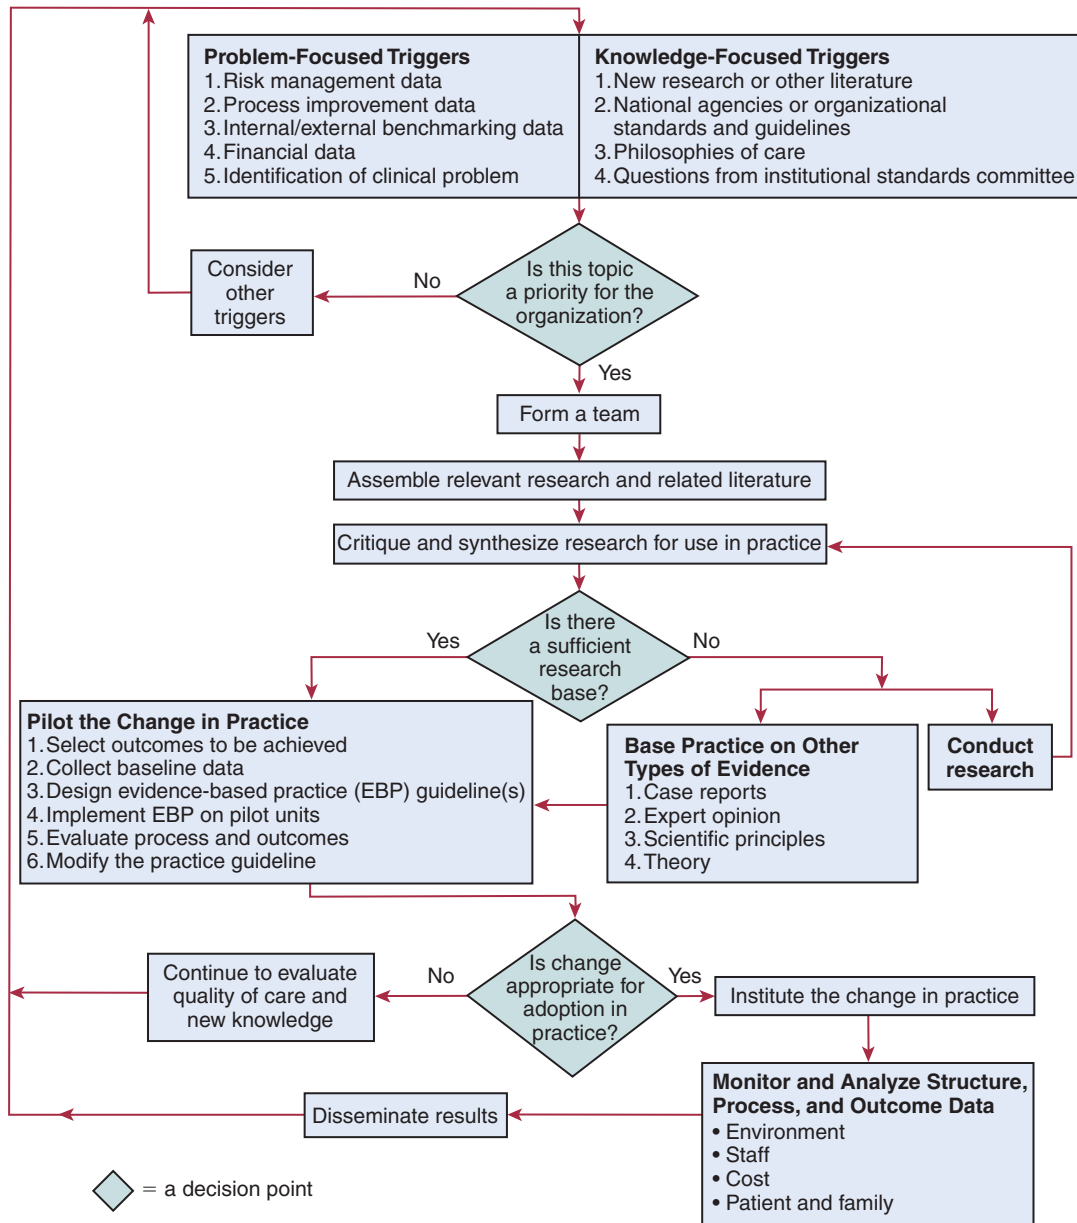 Problem-Focused Triggers
1. Risk management data
2. Process improvement data
3. Internal/external benchmarking data
4. Financial data
5. Identification of clinical problem
Knowledge-Focused Triggers
1. New research or other literature
2. National agencies or organizational
standards and guidelines
3. Philosophies of care
4. Questions from institutional standards committee
Consider
other
triggers
No
Is this topic
a priority for the
organization?
Yes
Form a team
Assemble relevant research and related literature
Critique and synthesize research for use in practice
Yes
Is there
a sufficient
research
base?
No
Pilot the Change in Practice
1. Select outcomes to be achieved
2. Collect baseline data
3. Design evidence-based practice (EBP) guideline(s)
4. Implement EBP on pilot units
5. Evaluate process and outcomes
6. Modify the practice guideline
Base Practice on Other
Types of Evidence
1. Case reports
2. Expert opinion
3. Scientific principles
4. Theory
Conduct
research
Continue to evaluate
quality of care and
new knowledge
No
Is change
appropriate for
adoption in
practice?
Yes
Institute the change in practice
Monitor and Analyze Structure,
Process, and Outcome Data
• Environment
• Staff
• Cost
• Patient and family
Disseminate results
= a decision point